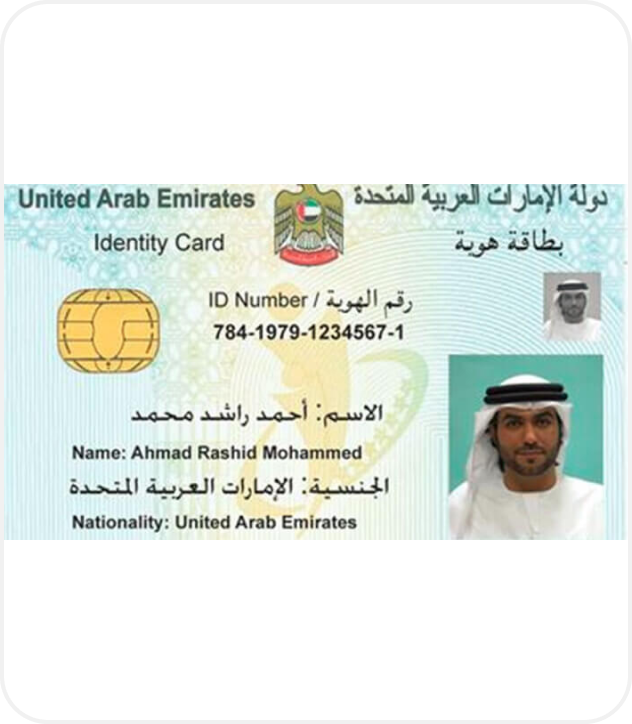 United Arab Emirates دولة الإمارات العربية المتحدة
Identity Card بطاقة هوية
ID Number / رقم الهوية
784-1979-1234567-1
الاسم: أحمد راشد محمد
Name: Ahmad Rashid Mohammed
الجنسية: الإمارات العربية المتحدة
Nationality: United Arab Emirates